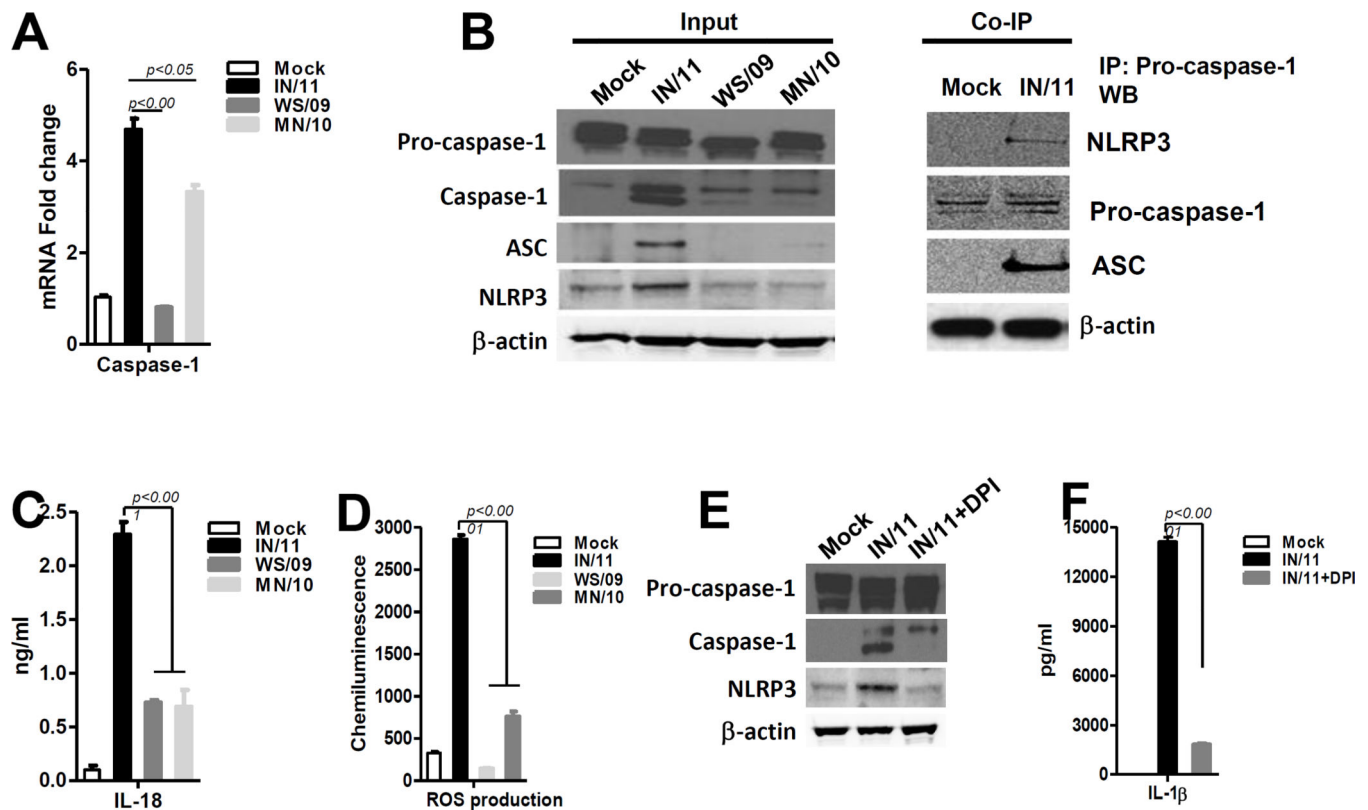 A
6
4
2
0
mRNA Fold change
p<0.05
p<0.00
Mock
IN/11
WS/09
MN/10
Caspase-1
B
Input
Mock
IN/11
WS/09
MN/10
Pro-caspase-1
Caspase-1
ASC
NLRP3
β-actin
Co-IP
Mock IN/11
IP: Pro-caspase-1
WB
NLRP3
Pro-caspase-1
ASC
β-actin
C
2.5
2.0
1.5
1.0
0.5
0.0
ng/ml
p<0.00
1
Mock
IN/11
WS/09
MN/10
IL-18
D
3000
2500
2000
1500
1000
500
0
Chemiluminescence
p<0.00
01
Mock
IN/11
WS/09
MN/10
ROS production
E
Mock
IN/11
IN/11+DPI
Pro-caspase-1
Caspase-1
NLRP3
β-actin
F
15000
12000
9000
6000
3000
0
pg/ml
p<0.00
01
Mock
IN/11
IN/11+DPI
IL-1β